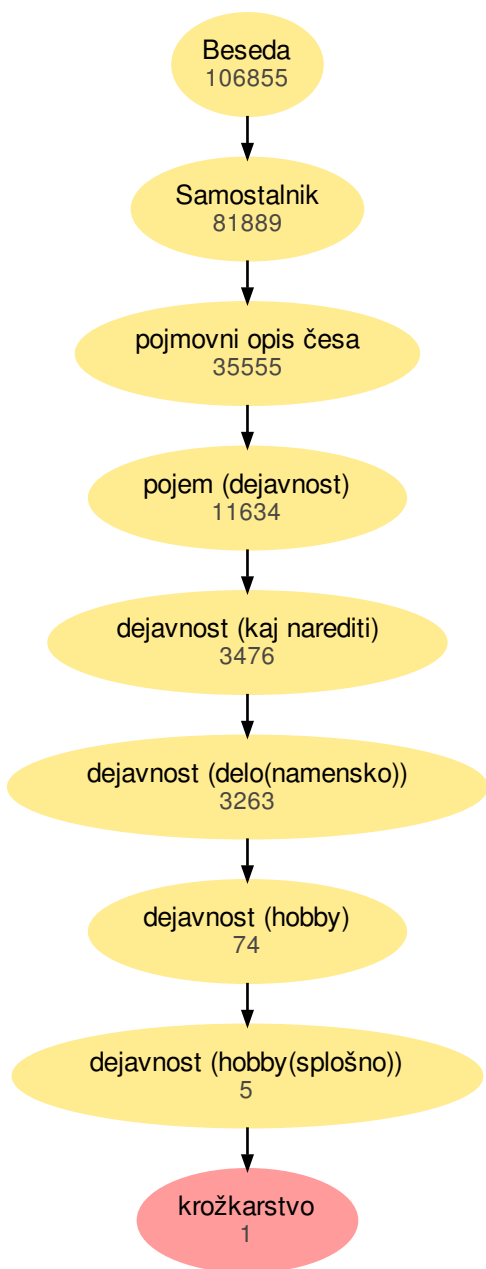 Beseda
106855
Samostalnik
81889
pojmovni opis česa
35555
pojem (dejavnost)
11634
dejavnost (kaj narediti)
3476
dejavnost (delo(namensko))
3263
dejavnost (hobby)
74
dejavnost (hobby(splošno))
5
krožkarstvo
1